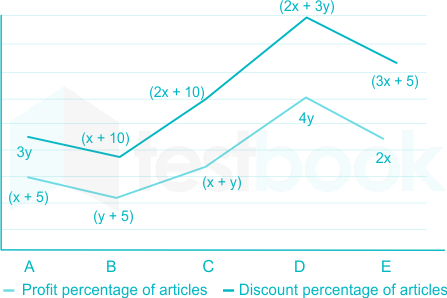 (2x + 3y)
(3x + 5)
(2x + 10)
(x + 10)
4y
3y
2x
(x + y)
(x + 5)
(y + 5)
testbook
A B C D E
Profit percentage of articles Discount percentage of articles